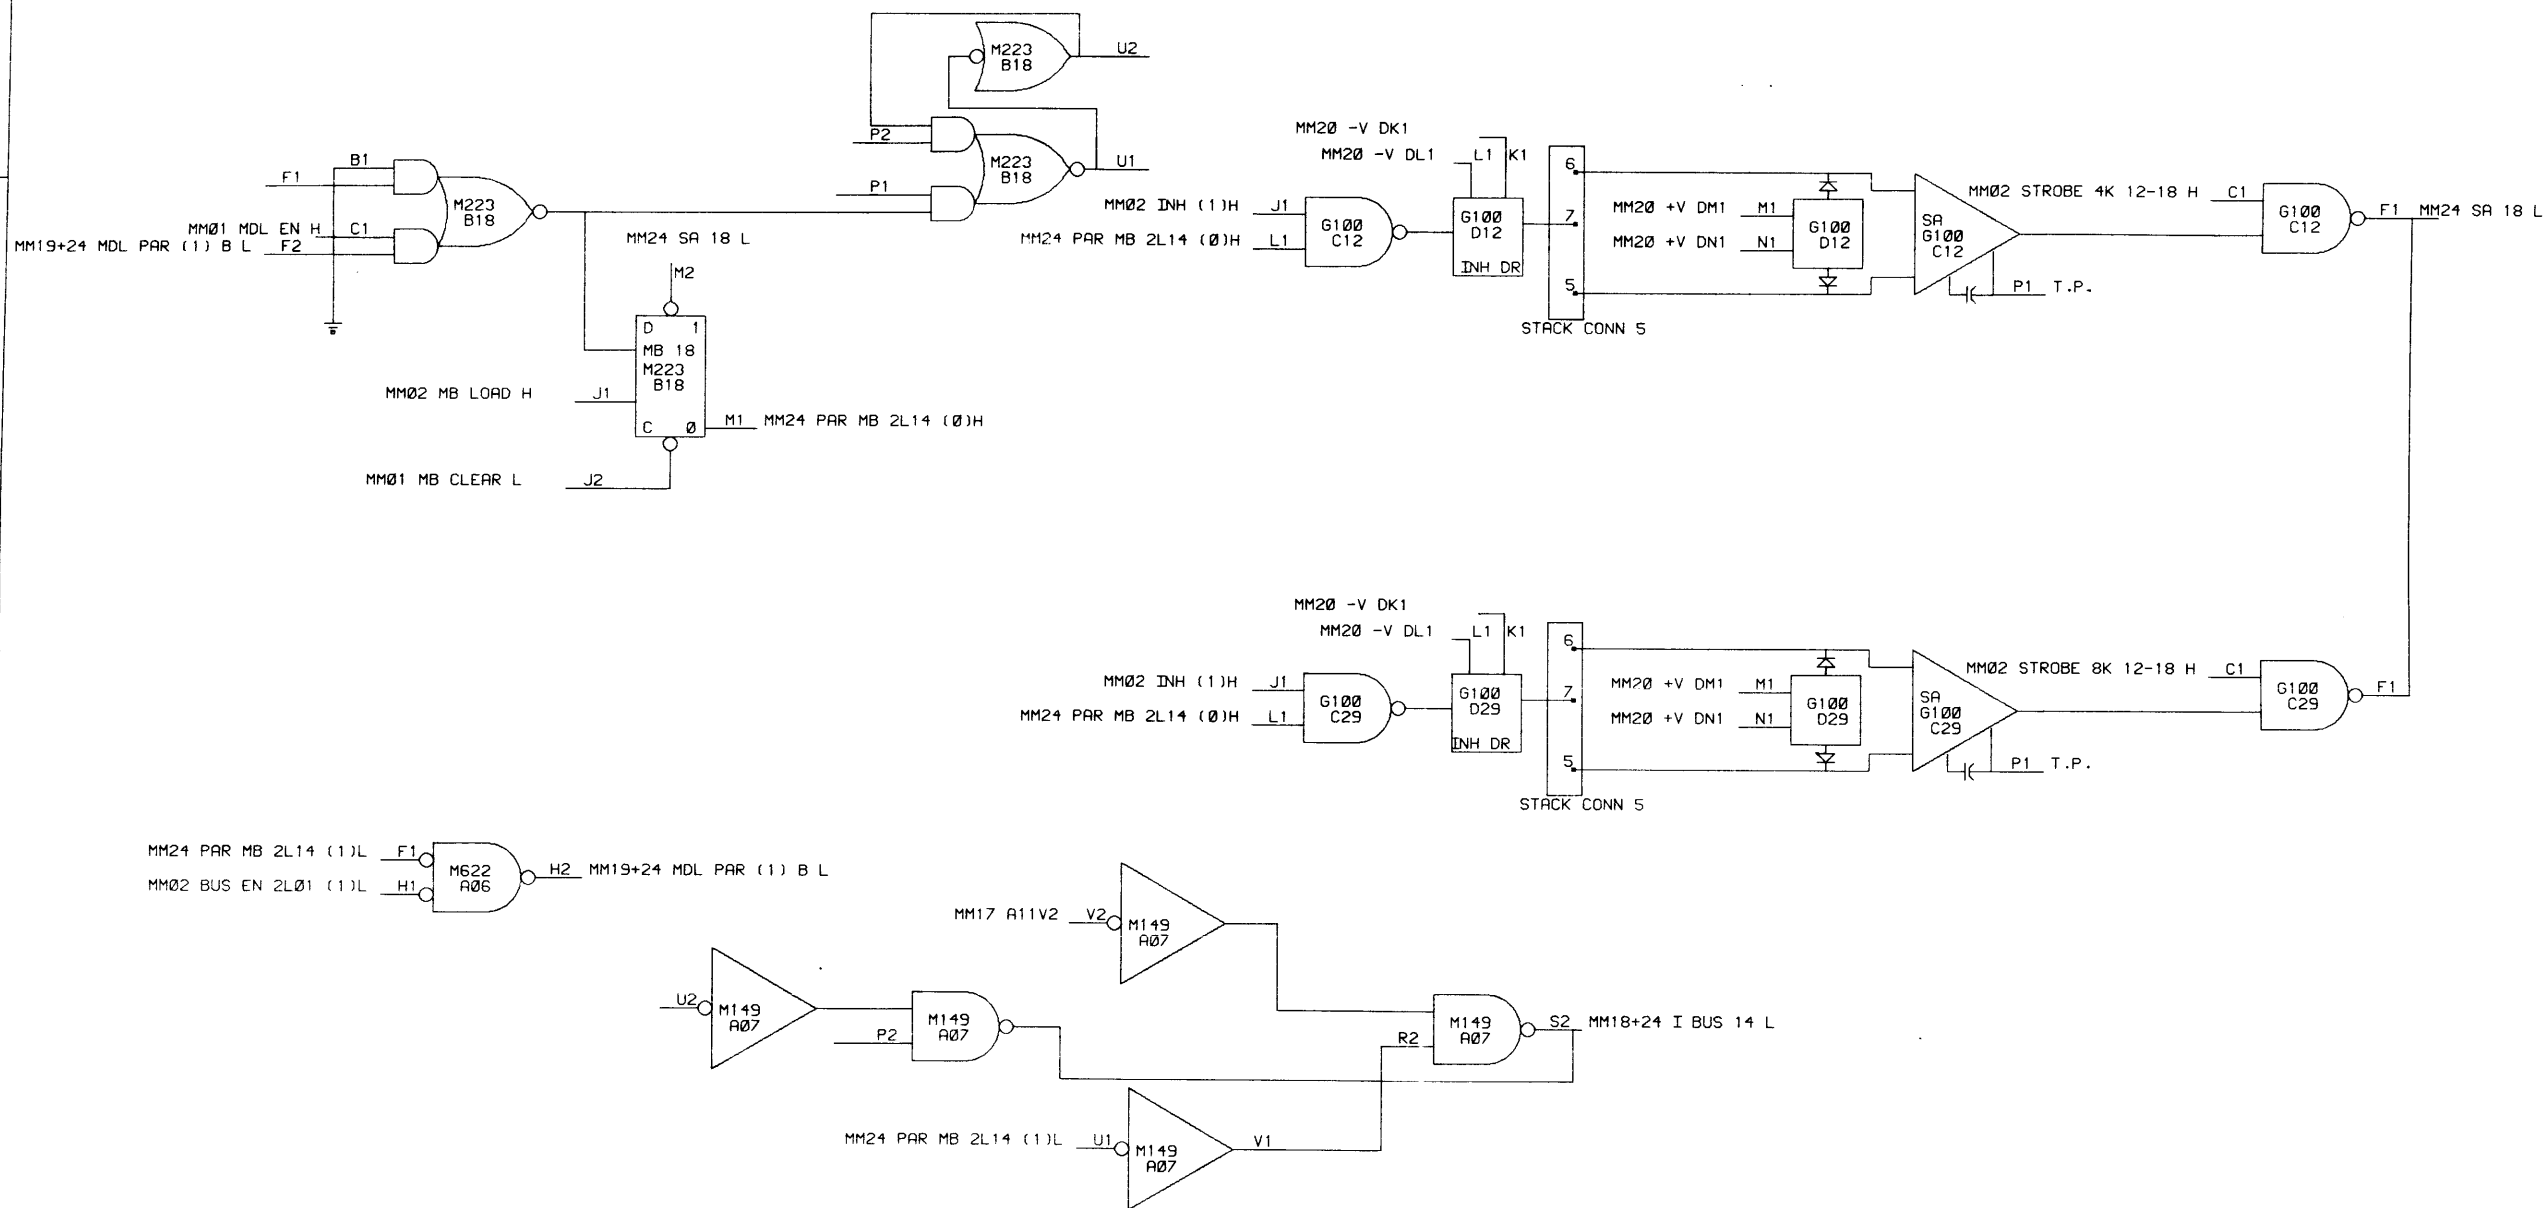 M223
B18
U2
P2
M223
B18
U1
P1
B1
F1
M223
B18
MMØ1 MDL EN H
C1
MM19+24 MDL PAR (1) B L
F2
MM24 SA 18 L
M2
D 1
MB 18
M223
B18
C Ø
MMØ2 MB LOAD H
J1
M1
MM24 PAR MB 2L14 (Ø)H
MMØ1 MB CLEAR L
J2
MM2Ø -V DK1
MM2Ø -V DL1
L1
K1
MMØ2 INH (1)H
J1
MM24 PAR MB 2L14 (Ø)H
L1
G1ØØ
C12
G1ØØ
D12
INH DR
6
7
5
STACK CONN 5
MM2Ø +V DM1
M1
MM2Ø +V DN1
N1
G1ØØ
D12
SA
G1ØØ
C12
P1
T.P.
MMØ2 STROBE 4K 12-18 H
C1
G1ØØ
C12
F1
MM24 SA 18 L
MM2Ø -V DK1
MM2Ø -V DL1
L1
K1
MMØ2 INH (1)H
J1
MM24 PAR MB 2L14 (Ø)H
L1
G1ØØ
C29
G1ØØ
D29
INH DR
6
7
5
STACK CONN 5
MM2Ø +V DM1
M1
MM2Ø +V DN1
N1
G1ØØ
D29
SA
G1ØØ
C29
P1
T.P.
MMØ2 STROBE 8K 12-18 H
C1
G1ØØ
C29
F1
MM24 PAR MB 2L14 (1)L
F1
MMØ2 BUS EN 2LØ1 (1)L
H1
M622
AØ6
H2
MM19+24 MDL PAR (1) B L
MM17 A11V2
V2
M149
AØ7
U2
M149
AØ7
P2
M149
AØ7
R2
M149
AØ7
S2
MM18+24 I BUS 14 L
MM24 PAR MB 2L14 (1)L
U1
M149
AØ7
V1